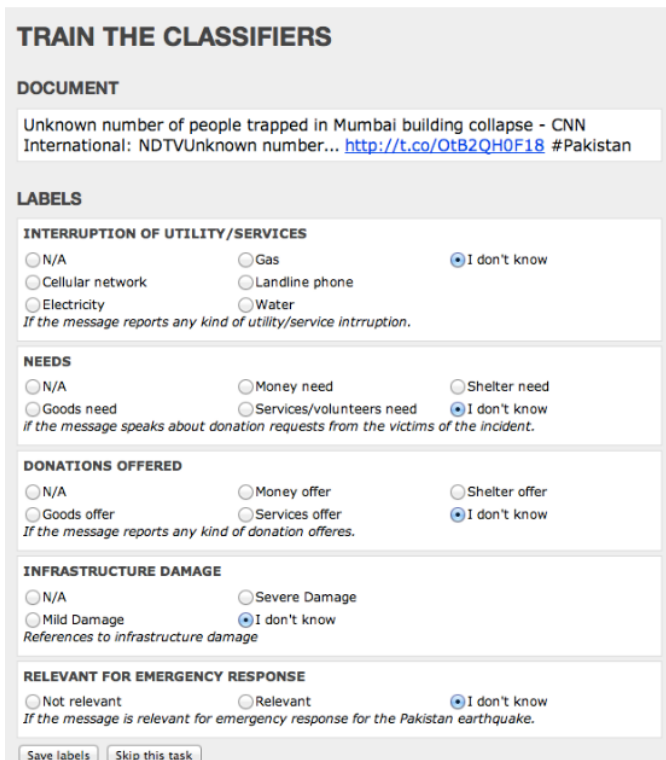 TRAIN THE CLASSIFIERS
DOCUMENT
Unknown number of people trapped in Mumbai building collapse - CNN
International: NDTVUnknown number... http://t.co/OtB2QH0F18 #Pakistan
LABELS
INTERRUPTION OF UTILITY/SERVICES
N/A Gas I don't know
Cellular network Landline phone
Electricity Water
If the message reports any kind of utility/service intrruption.
NEEDS
N/A Money need Shelter need
Goods need Services/volunteers need I don't know
if the message speaks about donation requests from the victims of the incident.
DONATIONS OFFERED
N/A Money offer Shelter offer
Goods offer Services offer I don't know
If the message reports any kind of donation offeres.
INFRASTRUCTURE DAMAGE
N/A Severe Damage
Mild Damage I don't know
References to infrastructure damage
RELEVANT FOR EMERGENCY RESPONSE
Not relevant Relevant I don't know
If the message is relevant for emergency response for the Pakistan earthquake.
Save labels Skip this task